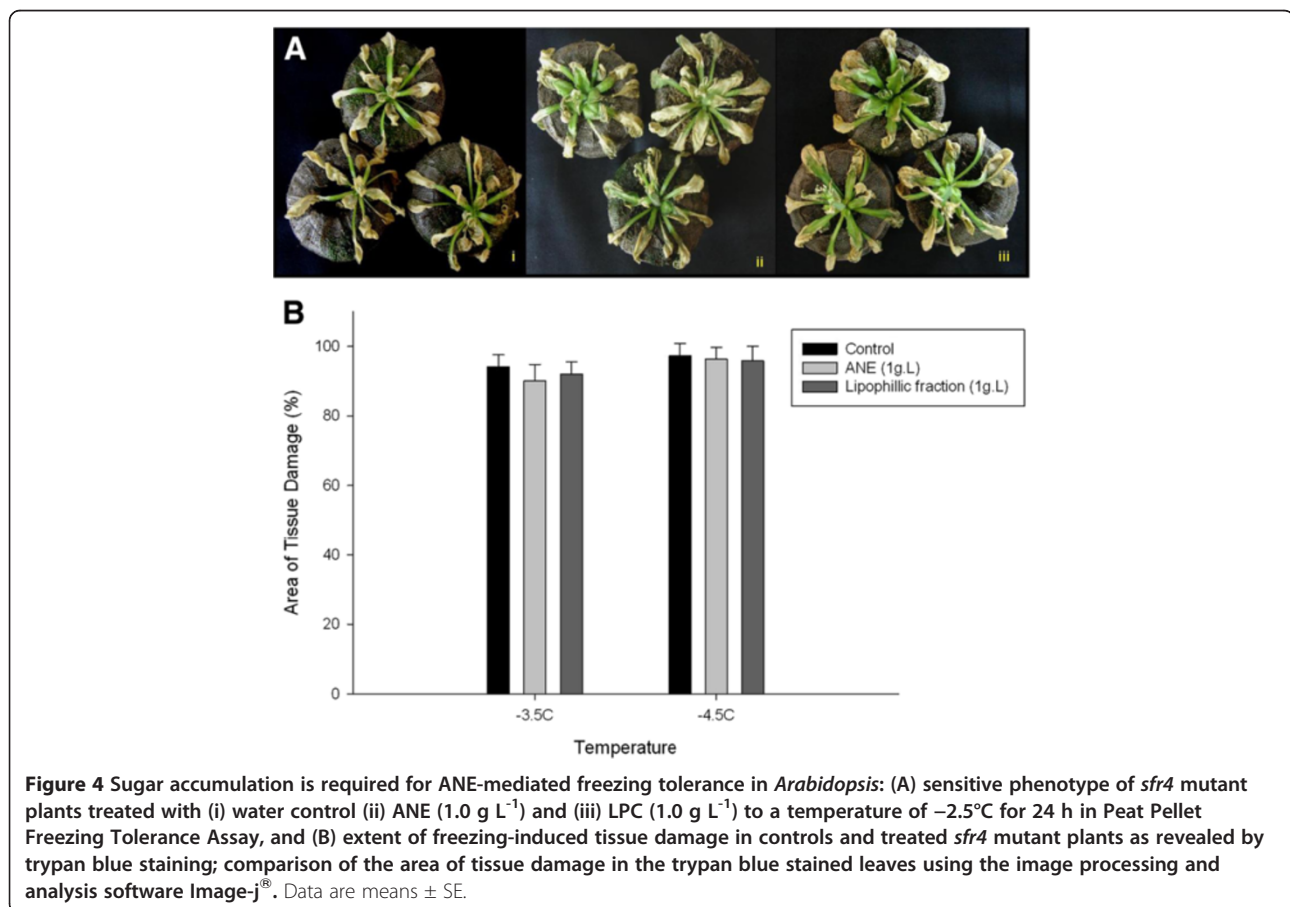 A
i
ii
iii
B
Area of Tissue Damage (%)
100
80
60
40
20
0
-3.5C
-4.5C
Temperature
Control
ANE (1g.L)
Lipophillic fraction (1g.L)
Figure 4 Sugar accumulation is required for ANE-mediated freezing tolerance in Arabidopsis: (A) sensitive phenotype of sfr4 mutant
plants treated with (i) water control (ii) ANE (1.0 g L⁻¹) and (iii) LPC (1.0 g L⁻¹) to a temperature of −2.5°C for 24 h in Peat Pellet
Freezing Tolerance Assay, and (B) extent of freezing-induced tissue damage in controls and treated sfr4 mutant plants as revealed by
trypan blue staining; comparison of the area of tissue damage in the trypan blue stained leaves using the image processing and
analysis software Image-j®. Data are means ± SE.